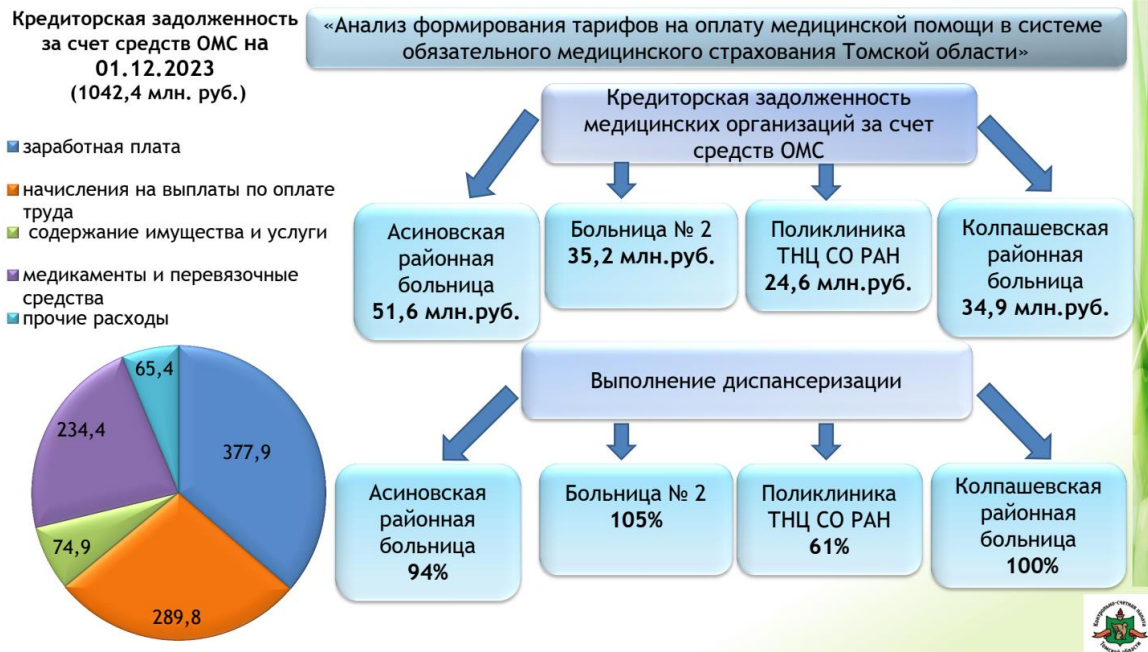 Кредиторская задолженность
за счет средств ОМС на
01.12.2023
(1042,4 млн. руб.)
«Анализ формирования тарифов на оплату медицинской помощи в системе
обязательного медицинского страхования Томской области»
заработная плата
начисления на выплаты по оплате
труда
содержание имущества и услуги
медикаменты и перевязочные
средства
прочие расходы
65,4
234,4
377,9
74,9
289,8
Кредиторская задолженность
медицинских организаций за счет
средств ОМС
Асиновская
районная
больница
51,6 млн.руб.
Больница № 2
35,2 млн.руб.
Поликлиника
ТНЦ СО РАН
24,6 млн.руб.
Колпашевская
районная
больница
34,9 млн.руб.
Выполнение диспансеризации
Асиновская
районная
больница
94%
Больница № 2
105%
Поликлиника
ТНЦ СО РАН
61%
Колпашевская
районная
больница
100%
Контрольно-счетная палата
Томской области